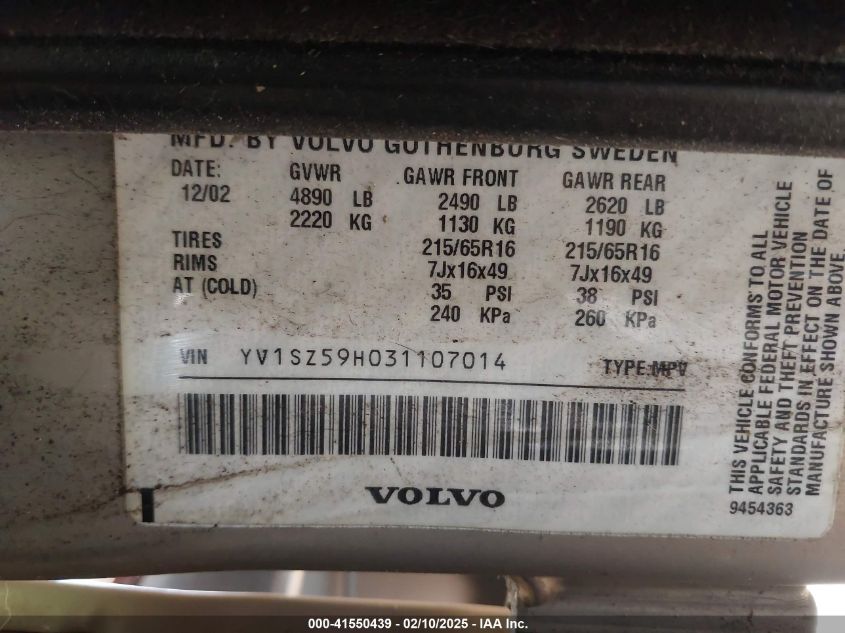 MFD. BY VOLVO GOTHENBURG SWEDEN
DATE: GVWR GAWR FRONT GAWR REAR
12/02 4890 LB 2490 LB 2620 LB
2220 KG 1130 KG 1190 KG
TIRES 215/65R16 215/65R16
RIMS 7Jx16x49 7Jx16x49
AT (COLD) 35 PSI 38 PSI
240 KPa 260 KPa
VIN YV1SZ59H031107014 TYPE:MPV
VOLVO
THIS VEHICLE CONFORMS TO ALL
APPLICABLE FEDERAL MOTOR VEHICLE
SAFETY AND THEFT PREVENTION
STANDARDS IN EFFECT ON THE DATE OF
MANUFACTURE SHOWN ABOVE.
9454363
000-41550439 - 02/10/2025 - IAA Inc.